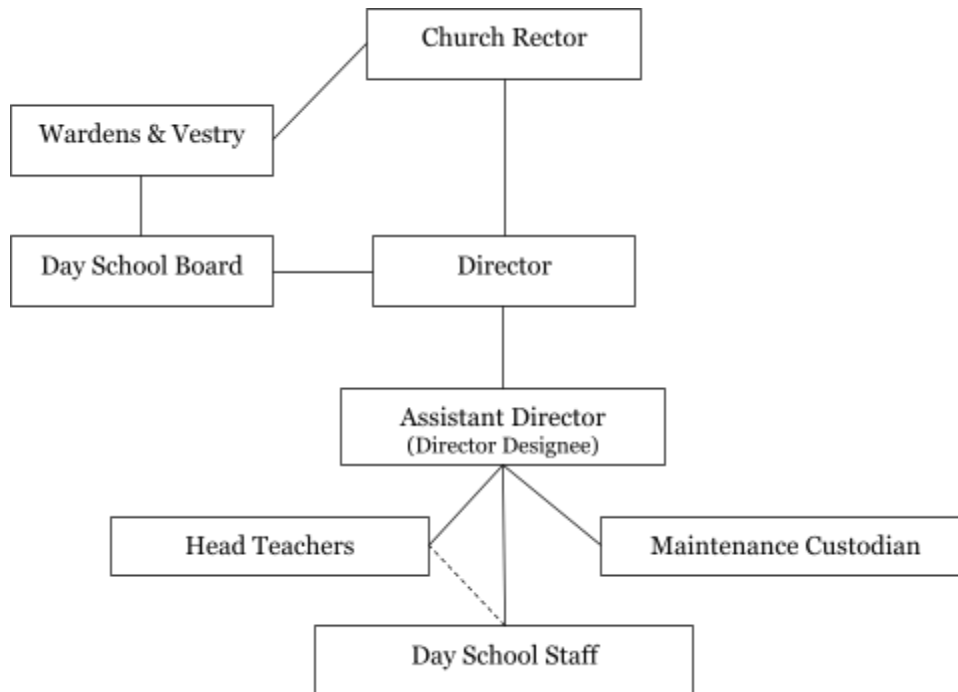 Church Rector
Wardens & Vestry
Day School Board
Director
Assistant Director
(Director Designee)
Head Teachers
Maintenance Custodian
Day School Staff